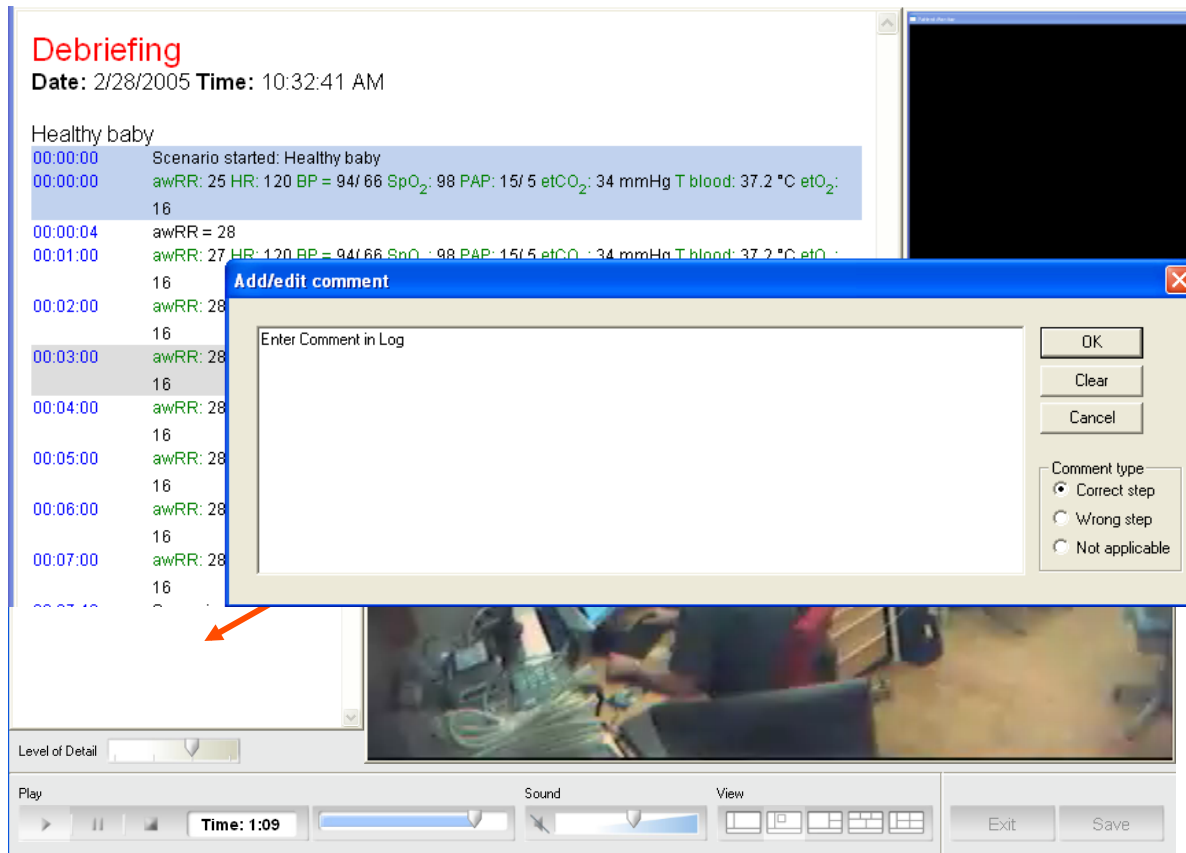 Debriefing
Date: 2/28/2005 Time: 10:32:41 AM
Healthy baby
00:00:00 Scenario started: Healthy baby
00:00:00 awRR: 25 HR: 120 BP = 94/ 66 SpO2: 98 PAP: 15/ 5 etCO2: 34 mmHg T blood: 37.2 °C etO2:
16
00:00:04 awRR = 28
00:01:00 awRR: 27 HR: 120 BP = 94/ 66 SpO2: 98 PAP: 15/ 5 etCO2: 34 mmHg T blood: 37.2 °C etO2:
16
00:02:00 awRR: 28
16
00:03:00 awRR: 28
16
00:04:00 awRR: 28
16
00:05:00 awRR: 28
16
00:06:00 awRR: 28
16
00:07:00 awRR: 28
16
Add/edit comment
Enter Comment in Log
OK
Clear
Cancel
Comment type
Correct step
Wrong step
Not applicable
Level of Detail
Play
Time: 1:09
Sound
View
Exit
Save